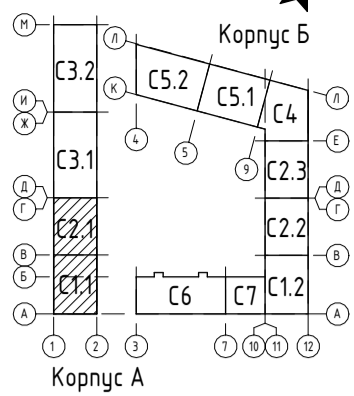 Корпус Б
М
Л
С3.2
С5.2
С5.1
К
С4
Л
И
Ж
4
5
9
Е
С3.1
С2.3
Д
Г
Д
Г
С2.1
С2.2
В
В
Б
С1.1
С6
С7
С1.2
А
А
1
2
3
7
10
11
12
Корпус А